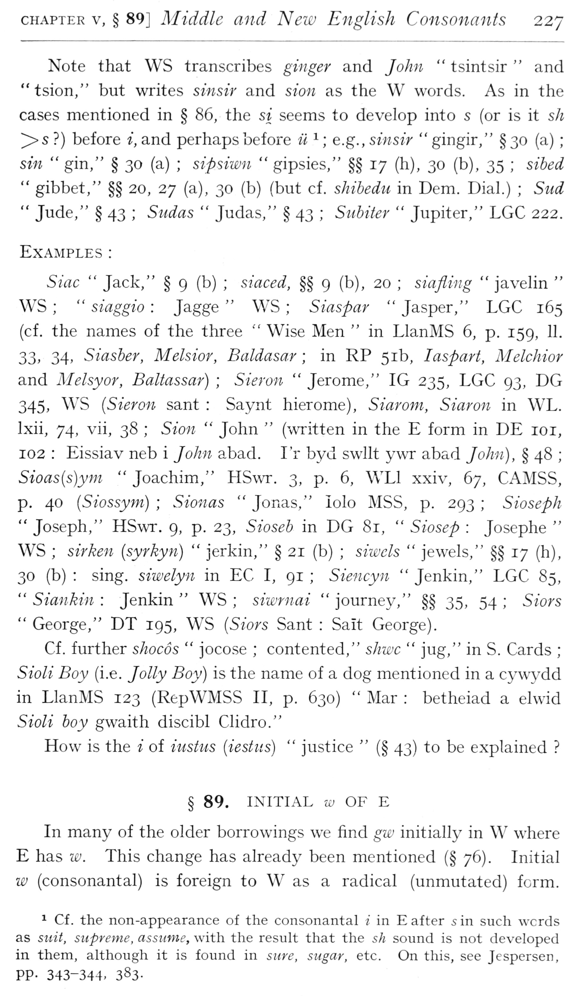 CHAPTER V, § 89] Middle and New English Consonants 227
Note that WS transcribes ginger and John “ tsintsir ” and
“ tsion,” but writes sinsir and sion as the W words. As in the
cases mentioned in § 86, the si̯ seems to develop into s (or is it sh
>s ?) before i, and perhaps before ü ¹ ; e.g., sinsir “ gingir,” § 30 (a) ;
sin “ gin,” § 30 (a) ; sipsiwn “ gipsies,” §§ 17 (h), 30 (b), 35 ; sibed
“ gibbet,” §§ 20, 27 (a), 30 (b) (but cf. shibedu in Dem. Dial.) ; Sud
“ Jude,” § 43 ; Sudas “ Judas,” § 43 ; Subiter “ Jupiter,” LGC 222.
EXAMPLES :
Siac “ Jack,” § 9 (b) ; siaced, §§ 9 (b), 20 ; siafling “ javelin ”
WS ; “ siaggio : Jagge ” WS ; Siaspar “ Jasper,” LGC 165
(cf. the names of the three “ Wise Men ” in LlanMS 6, p. 159, ll.
33, 34, Siasber, Melsior, Baldasar ; in RP 51b, Iaspart, Melchior
and Melsyor, Baltassar) ; Sieron “ Jerome,” IG 235, LGC 93, DG
345, WS (Sieron sant : Saynt hierome), Siarom, Siaron in WL.
lxii, 74, vii, 38 ; Sion “ John ” (written in the E form in DE 101,
102 : Eissiav neb i John abad. I'r byd swllt ywr abad John), § 48 ;
Sioas(s)ym “ Joachim,” HSwr. 3, p. 6, WLl xxiv, 67, CAMSS,
p. 40 (Siossym) ; Sionas “ Jonas,” Iolo MSS, p. 293 ; Sioseph
“ Joseph,” HSwr. 9, p. 23, Sioseb in DG 81, “ Siosep : Josephe ”
WS ; sirken (syrkyn) “ jerkin,” § 21 (b) ; siwels “ jewels,” §§ 17 (h),
30 (b) : sing. siwelyn in EC I, 91 ; Siencyn “ Jenkin,” LGC 85,
“ Siankin : Jenkin ” WS ; siwrnai “ journey,” §§ 35, 54 ; Siors
“ George,” DT 195, WS (Siors Sant : Saīt George).
Cf. further shocôs “ jocose ; contented,” shwc “ jug,” in S. Cards ;
Sioli Boy (i.e. Jolly Boy) is the name of a dog mentioned in a cywydd
in LlanMS 123 (RepWMSS II, p. 630) “ Mar : betheiad a elwid
Sioli boy gwaith discibl Clidro.”
How is the i of iustus (iestus) “ justice ” (§ 43) to be explained ?
§ 89. INITIAL w OF E
In many of the older borrowings we find gw initially in W where
E has w. This change has already been mentioned (§ 76). Initial
w (consonantal) is foreign to W as a radical (unmutated) form.
¹ Cf. the non-appearance of the consonantal i in E after s in such words
as suit, supreme, assume, with the result that the sh sound is not developed
in them, although it is found in sure, sugar, etc. On this, see Jespersen,
pp. 343–344, 383.